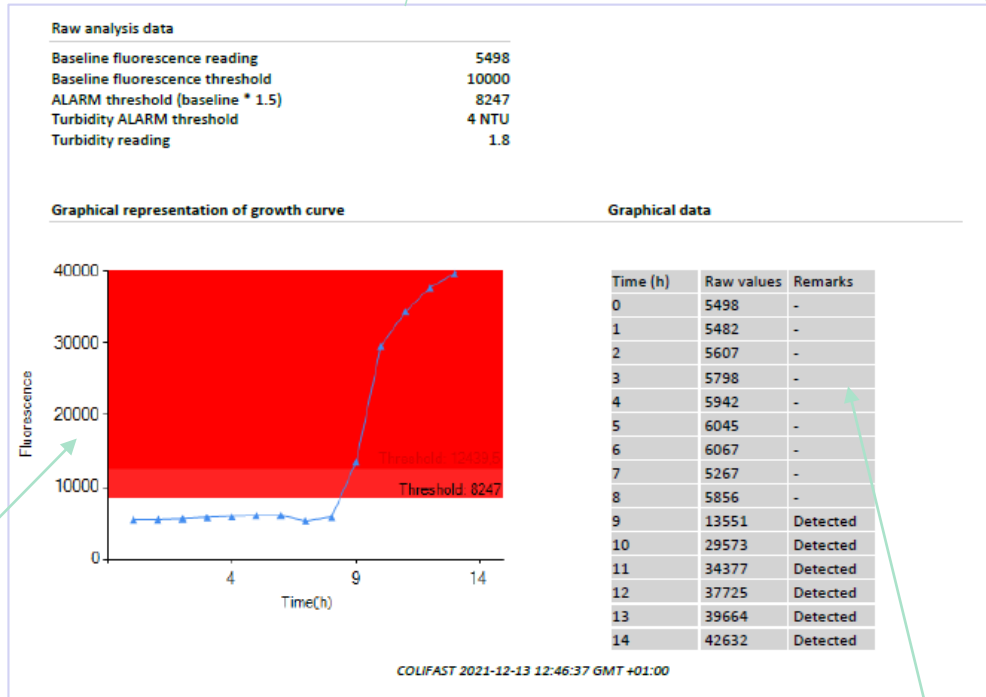 Raw analysis data
Baseline fluorescence reading 5498
Baseline fluorescence threshold 10000
ALARM threshold (baseline * 1.5) 8247
Turbidity ALARM threshold 4 NTU
Turbidity reading 1.8
Graphical representation of growth curve
Fluorescence
40000
30000
20000
10000
0
Threshold: 8247
4 9 14
Time(h)
Graphical data
Time (h) Raw values Remarks
0 5498 -
1 5482 -
2 5607 -
3 5798 -
4 5942 -
5 6045 -
6 6067 -
7 5267 -
8 5856 -
9 13551 Detected
10 29573 Detected
11 34377 Detected
12 37725 Detected
13 39664 Detected
14 42632 Detected
COLIFAST 2021-12-13 12:46:37 GMT +01:00